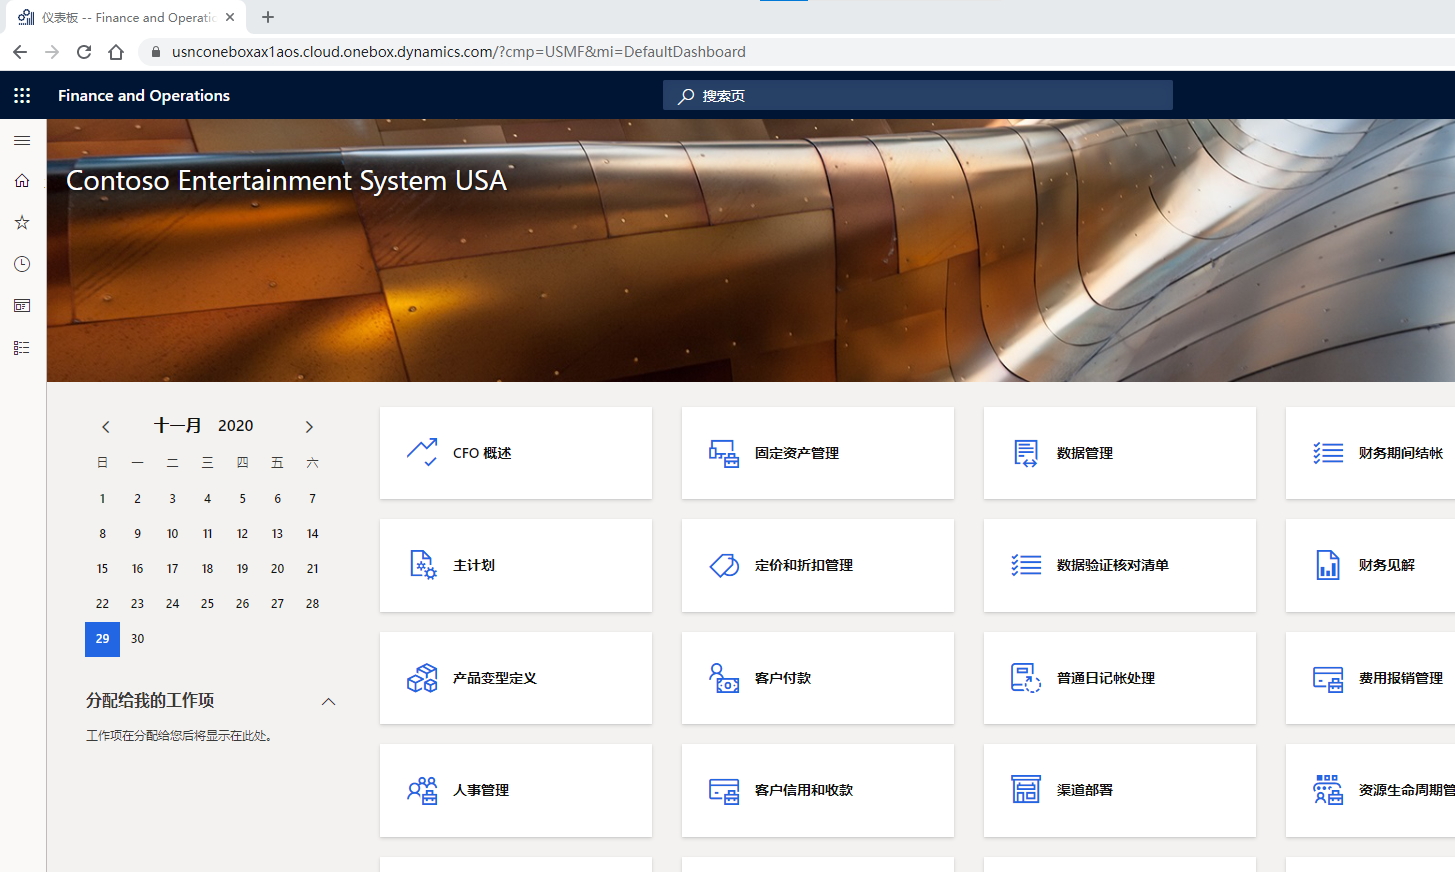 仪表板 -- Finance and Operatic
usnconeboxax1aos.cloud.onebox.dynamics.com/?cmp=USMF&mi=DefaultDashboard
Finance and Operations
搜索页
Contoso Entertainment System USA
十一月 2020
日 一 二 三 四 五 六
1 2 3 4 5 6 7
8 9 10 11 12 13 14
15 16 17 18 19 20 21
22 23 24 25 26 27 28
29 30
分配给我的工作项
工作项在分配给您后将显示在此处。
CFO 概述
固定资产管理
数据管理
财务期间结帐
主计划
定价和折扣管理
数据验证核对清单
财务见解
产品变型定义
客户付款
普通日记帐处理
费用报销管理
人事管理
客户信用和收款
渠道部署
资源生命周期管